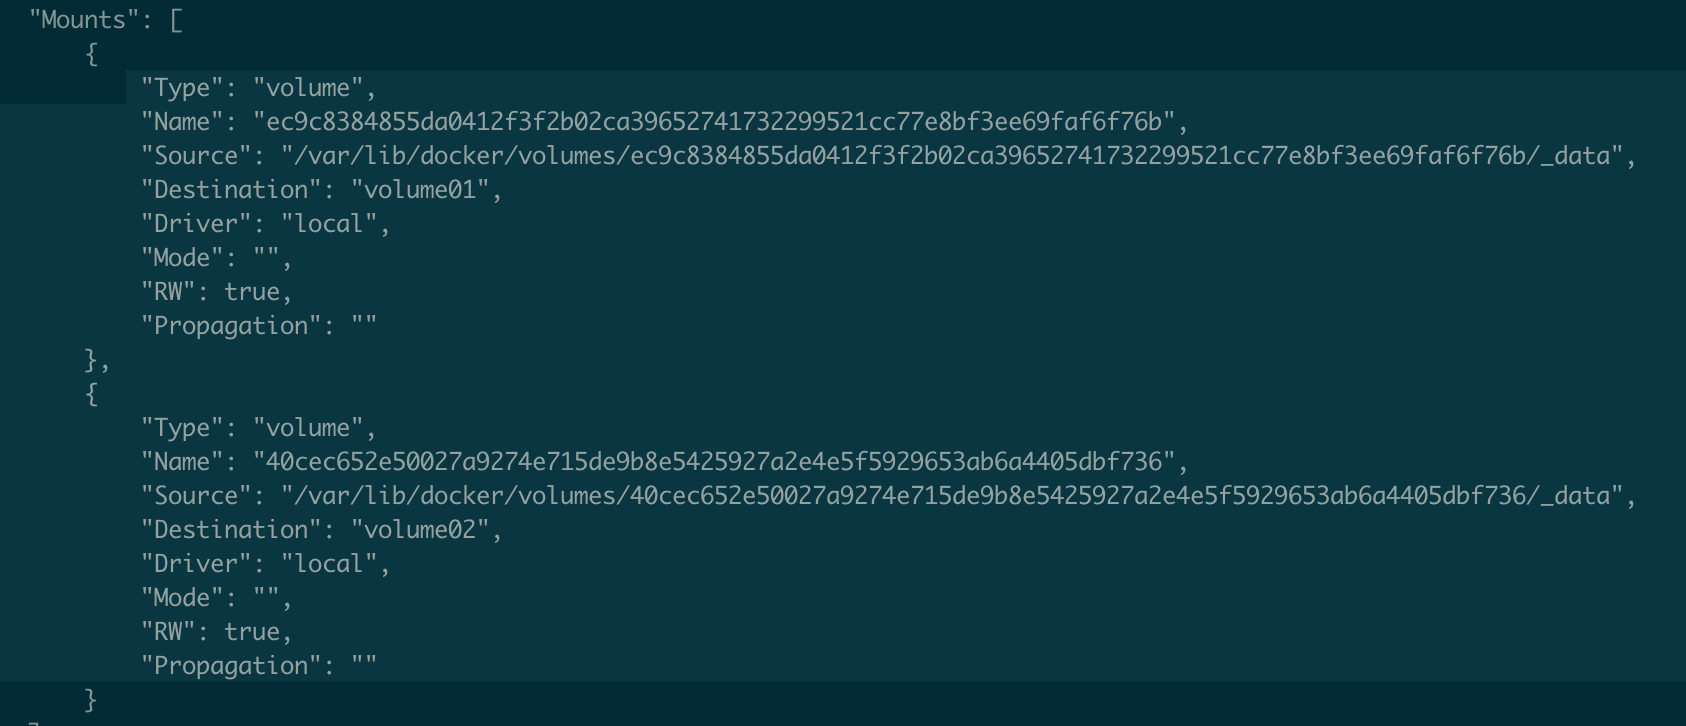 "Mounts": [
{
"Type": "volume",
"Name": "ec9c8384855da0412f3f2b02ca39652741732299521cc77e8bf3ee69faf6f76b",
"Source": "/var/lib/docker/volumes/ec9c8384855da0412f3f2b02ca39652741732299521cc77e8bf3ee69faf6f76b/_data",
"Destination": "volume01",
"Driver": "local",
"Mode": "",
"RW": true,
"Propagation": ""
},
{
"Type": "volume",
"Name": "40cec652e50027a9274e715de9b8e5425927a2e4e5f5929653ab6a4405dbf736",
"Source": "/var/lib/docker/volumes/40cec652e50027a9274e715de9b8e5425927a2e4e5f5929653ab6a4405dbf736/_data",
"Destination": "volume02",
"Driver": "local",
"Mode": "",
"RW": true,
"Propagation": ""
}